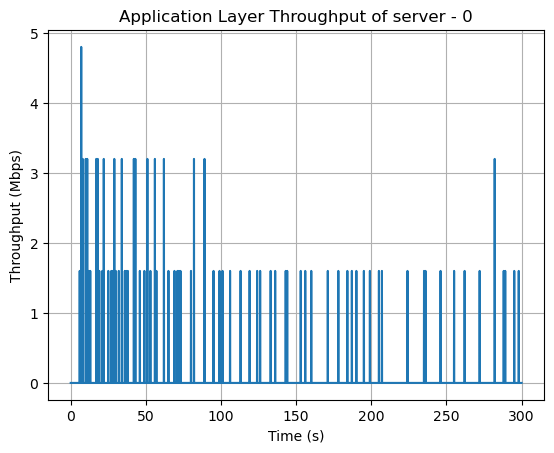 Application Layer Throughput of server - 0
Throughput (Mbps)
5
4
3
2
1
0
0 50 100 150 200 250 300
Time (s)